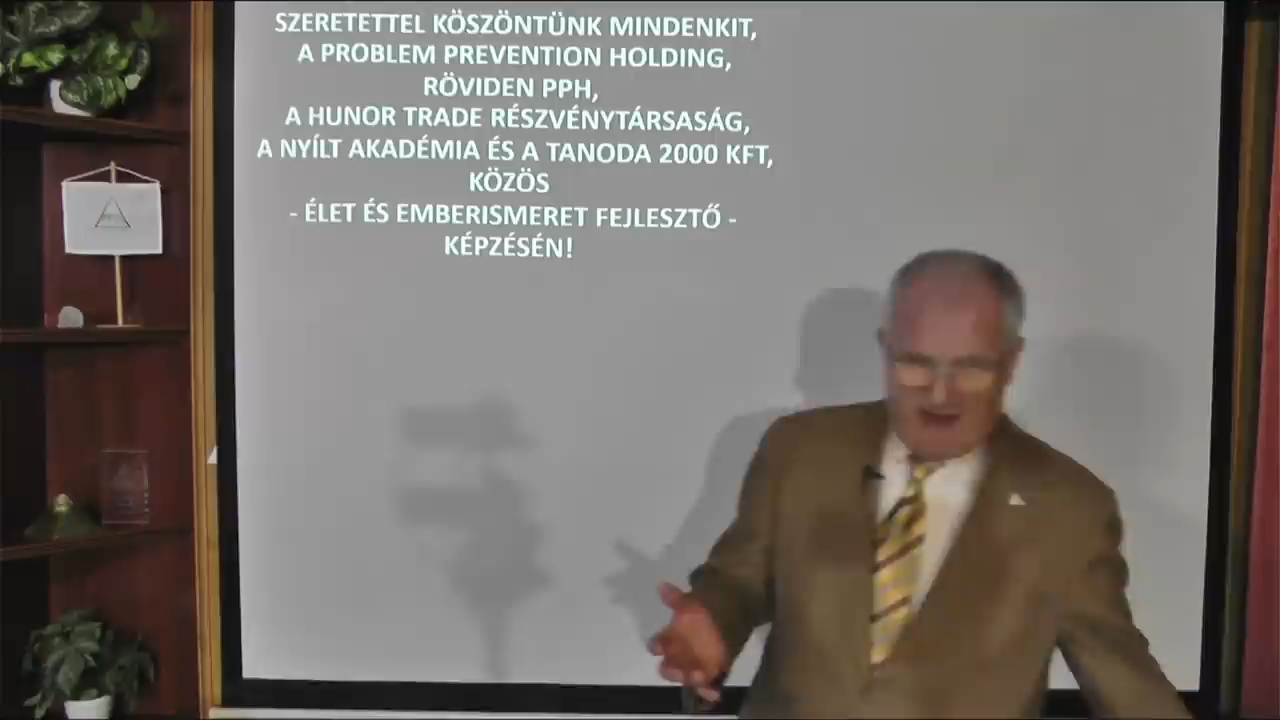 SZERETETTEL KÖSZÖNTÜNK MINDENKIT,
A PROBLEM PREVENTION HOLDING,
RÖVIDEN PPH,
A HUNOR TRADE RÉSZVÉNYTÁRSASÁG,
A NYÍLT AKADÉMIA ÉS A TANODA 2000 KFT,
KÖZÖS
- ÉLET ÉS EMBERISMERET FEJLESZTŐ -
KÉPZÉSÉN!